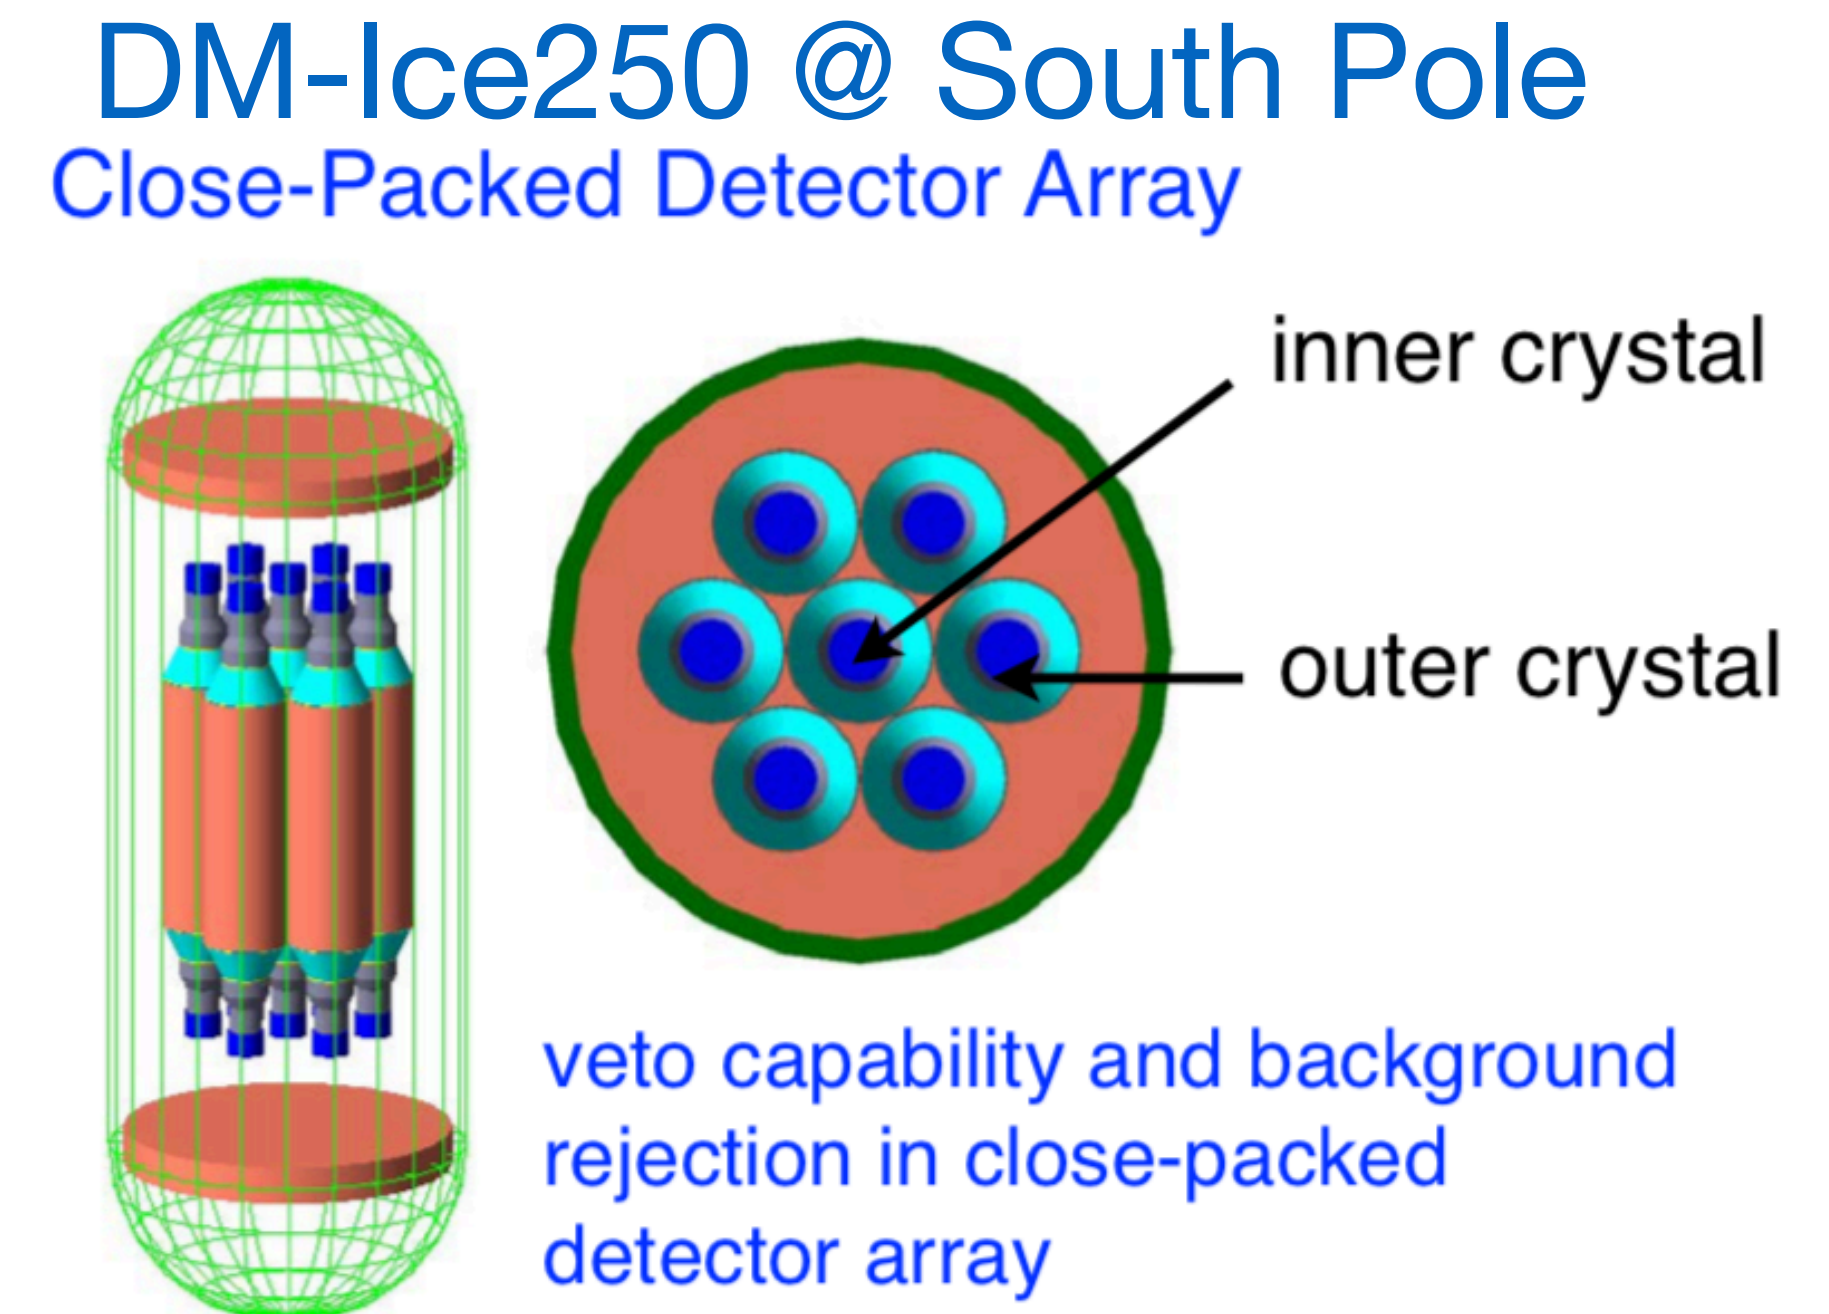 DM-Ice250 @ South Pole
Close-Packed Detector Array
inner crystal
outer crystal
veto capability and background
rejection in close-packed
detector array